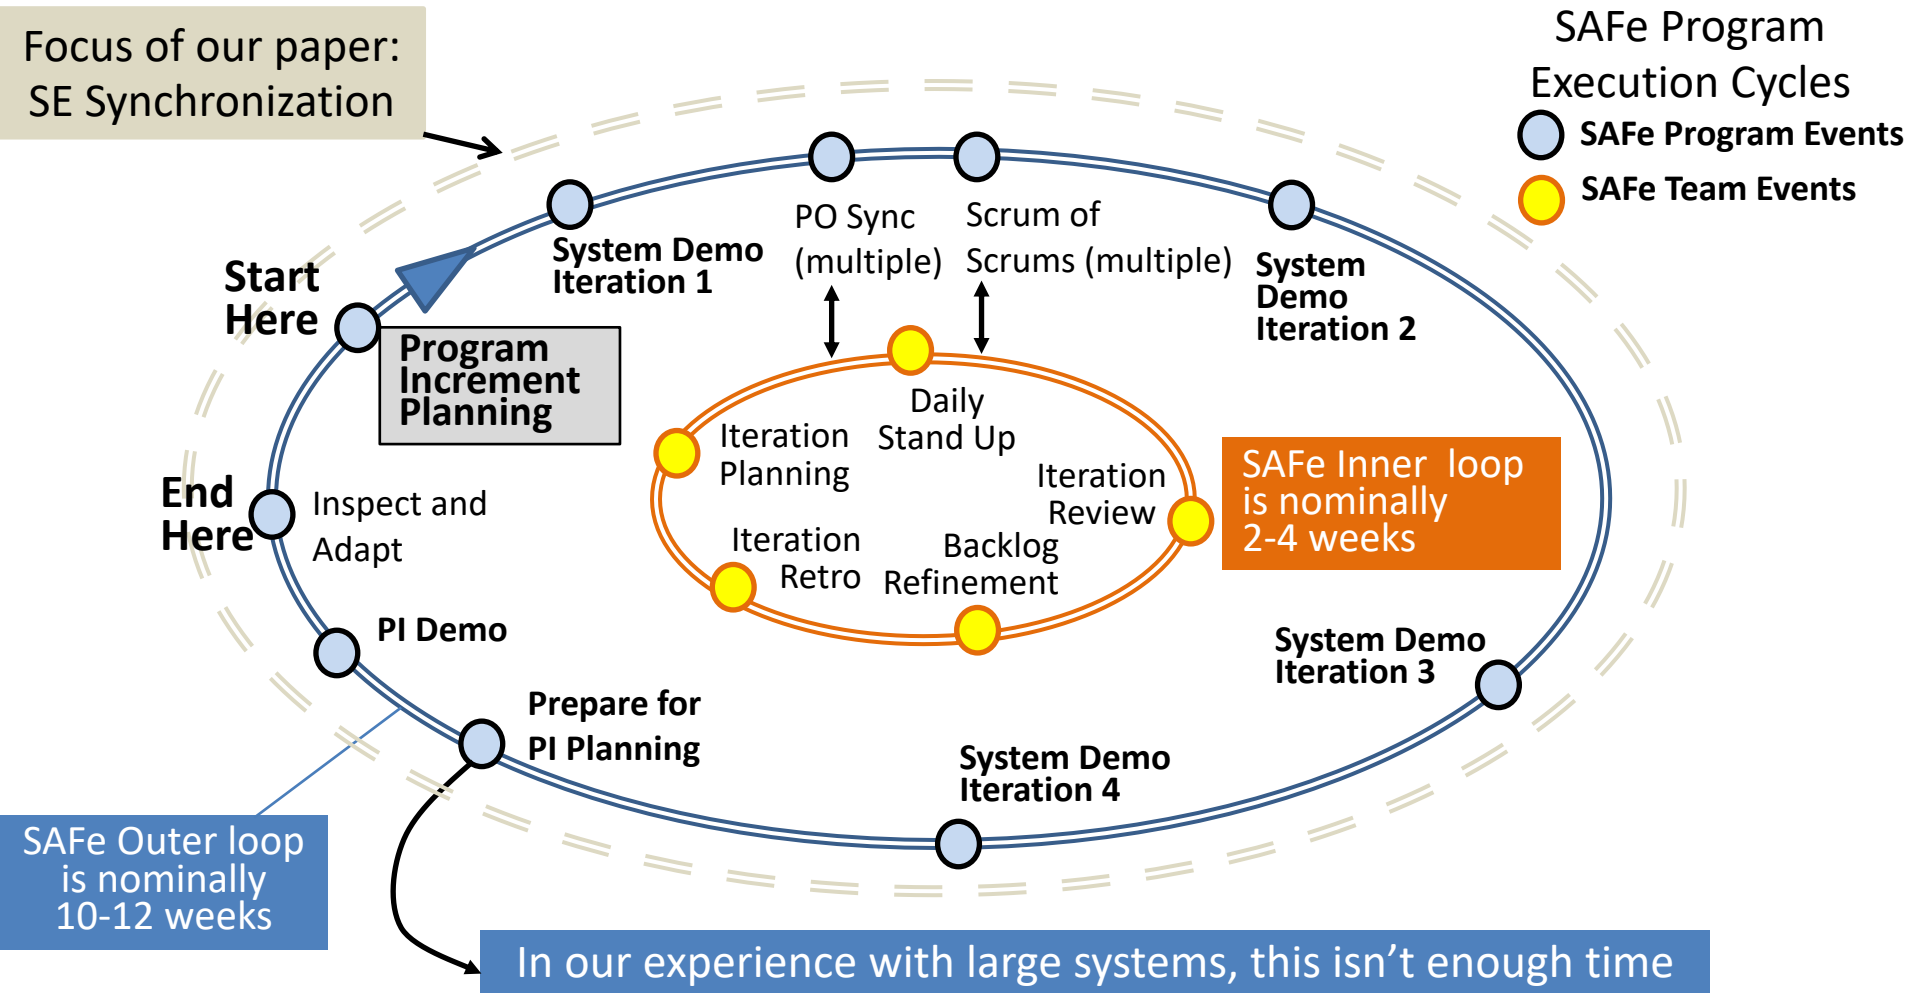 Focus of our paper:
SE Synchronization
SAFe Program
Execution Cycles
SAFe Program Events
SAFe Team Events
Start
Here
Program
Increment
Planning
System Demo
Iteration 1
PO Sync
(multiple)
Scrum of
Scrums (multiple)
System
Demo
Iteration 2
Daily
Stand Up
Iteration
Planning
Iteration
Review
SAFe Inner loop
is nominally
2-4 weeks
Iteration
Retro
Backlog
Refinement
End
Here
Inspect and
Adapt
PI Demo
System Demo
Iteration 3
Prepare for
PI Planning
System Demo
Iteration 4
SAFe Outer loop
is nominally
10-12 weeks
In our experience with large systems, this isn’t enough time